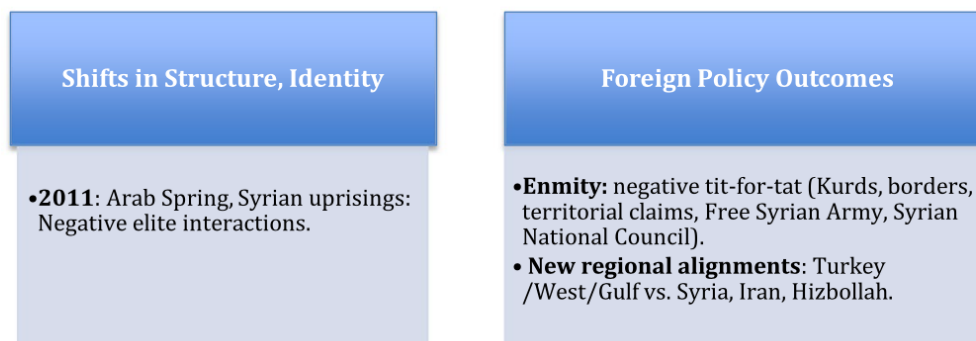 Shifts in Structure, Identity
•2011: Arab Spring, Syrian uprisings:
Negative elite interactions.
Foreign Policy Outcomes
•Enmity: negative tit-for-tat (Kurds, borders,
territorial claims, Free Syrian Army, Syrian
National Council).
• New regional alignments: Turkey
/West/Gulf vs. Syria, Iran, Hizbollah.